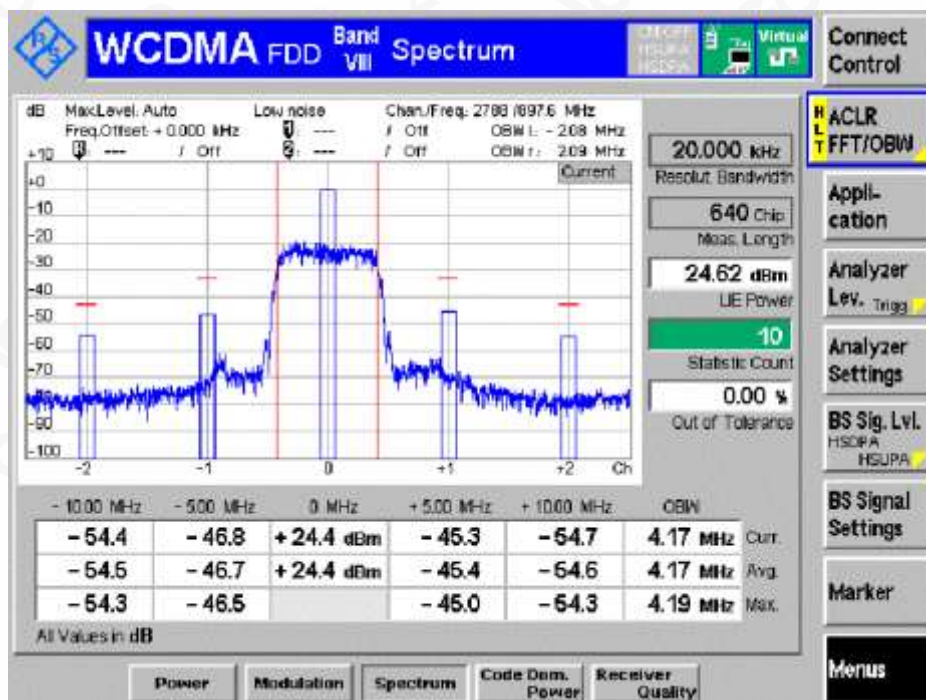 R S WCDMA FDD Band VIII Spectrum
Virtual
Connect Control
dB Max.Level: Auto Low noise Chan./Freq.: 2788 /897.6 MHz
Freq.Offset: + 0.000 kHz --- / Off OBW l: - 2.08 MHz
--- / Off --- OBW r: 2.09 MHz
Current
+10
+0
-10
-20
-30
-40
-50
-60
-70
-80
-90
-100
-2 -1 0 +1 +2 Ch
20.000 kHz
Resolut. Bandwidth
640 Chip
Meas. Length
24.62 dBm
UE Power
10
Statistic Count
0.00 %
Out of Tolerance
- 10.00 MHz - 5.00 MHz 0 MHz + 5.00 MHz + 10.00 MHz OBW
- 54.4 - 46.8 + 24.4 dBm - 45.3 - 54.7 4.17 MHz Curr.
- 54.5 - 46.7 + 24.4 dBm - 45.4 - 54.6 4.17 MHz Avg.
- 54.3 - 46.5 - 45.0 - 54.3 4.19 MHz Max.
All Values in dB
Power Modulation Spectrum Code Dom. Power Receiver Quality
HLT ACLR FFT/OBW
Appli-
cation
Analyzer
Lev. Trigg
Analyzer
Settings
BS Sig. Lvl.
HSDPA
HSUPA
BS Signal
Settings
Marker
Menus